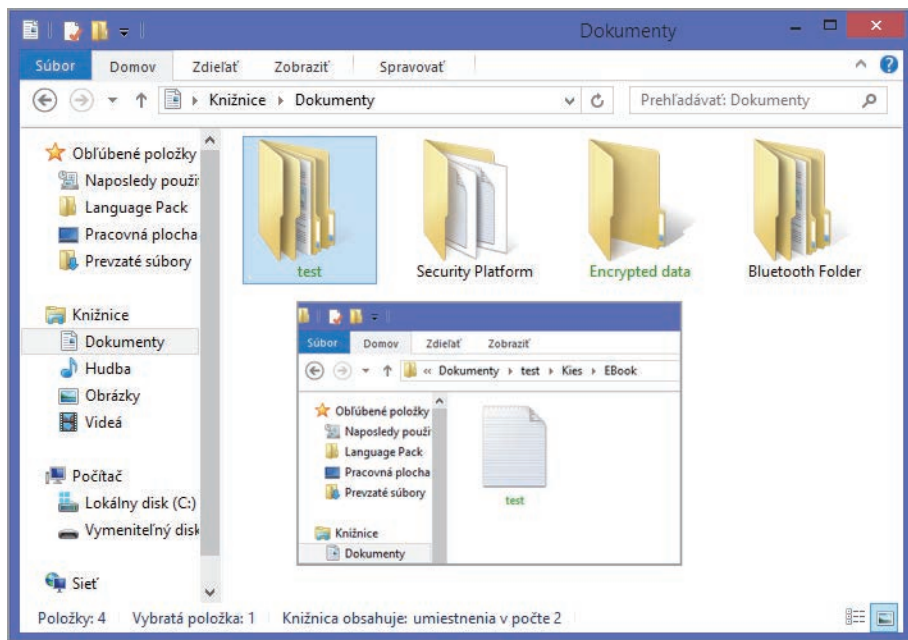 Dokumenty
Súbor Domov Zdieľať Zobraziť Spravovať
Knižnice Dokumenty Prehľadávať: Dokumenty
Obľúbené položky
Naposledy použi
Language Pack
Pracovná plocha
Prevzaté súbory
Knižnice
Dokumenty
Hudba
Obrázky
Videá
Počítač
Lokálny disk (C:)
Vymeniteľný disk
Sieť
test Security Platform Encrypted data Bluetooth Folder
Súbor Domov Zdieľať Zobraziť
« Dokumenty test Kies EBook
Obľúbené položky
Naposledy použi
Language Pack
Pracovná plocha
Prevzaté súbory
Knižnice
Dokumenty
test
Položky: 4 Vybratá položka: 1 Knižnica obsahuje: umiestnenia v počte 2